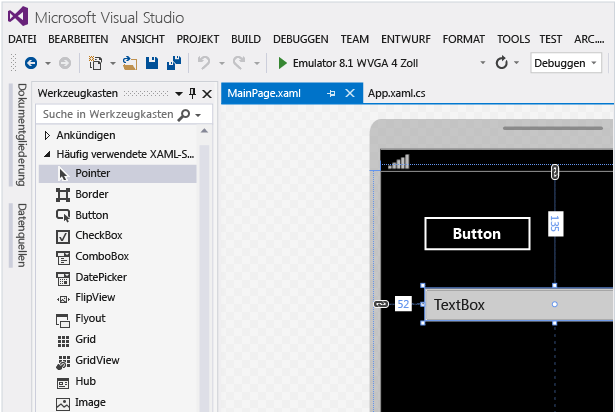 Microsoft Visual Studio
DATEI BEARBEITEN ANSICHT PROJEKT BUILD DEBUGGEN TEAM ENTWURF FORMAT TOOLS TEST ARC....
Emulator 8.1 WVGA 4 Zoll Debuggen
Dokumentgliederung
Datenquellen
Werkzeugkasten
Suche in Werkzeugkasten
Ankündigen
Häufig verwendete XAML-S...
Pointer
Border
Button
CheckBox
ComboBox
DatePicker
FlipView
Flyout
Grid
GridView
Hub
Image
MainPage.xaml App.xaml.cs
135
Button
52
TextBox